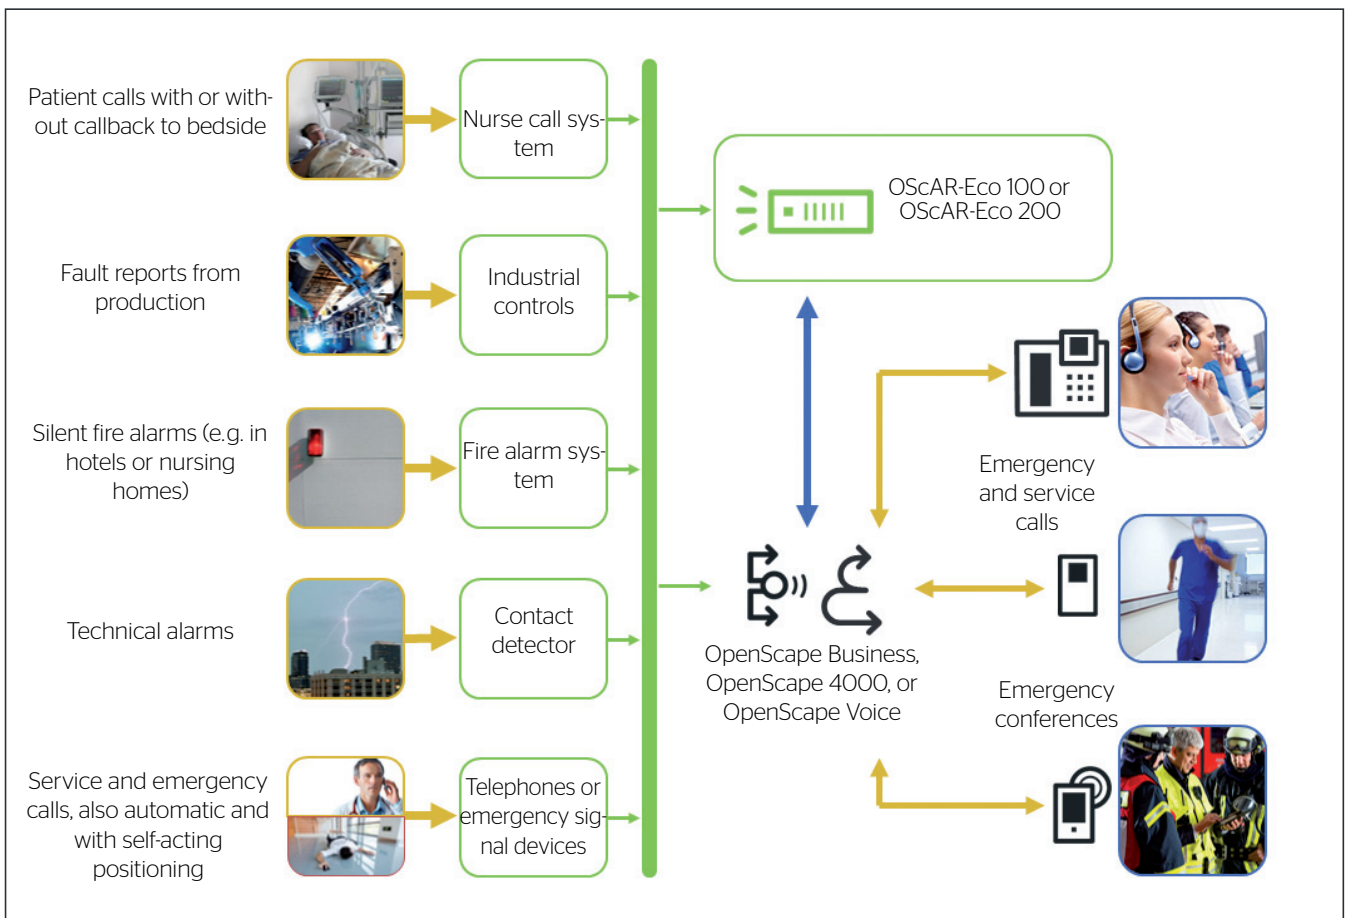 Patient calls with or with-
out callback to bedside
Nurse call sys-
tem
OScAR-Eco 100 or
OScAR-Eco 200
Fault reports from
production
Industrial
controls
Silent fire alarms (e.g. in
hotels or nursing
homes)
Fire alarm sys-
tem
Emergency
and service
calls
Technical alarms
Contact
detector
OpenScape Business,
OpenScape 4000, or
OpenScape Voice
Emergency
conferences
Service and emergency
calls, also automatic and
with self-acting
positioning
Telephones or
emergency sig-
nal devices